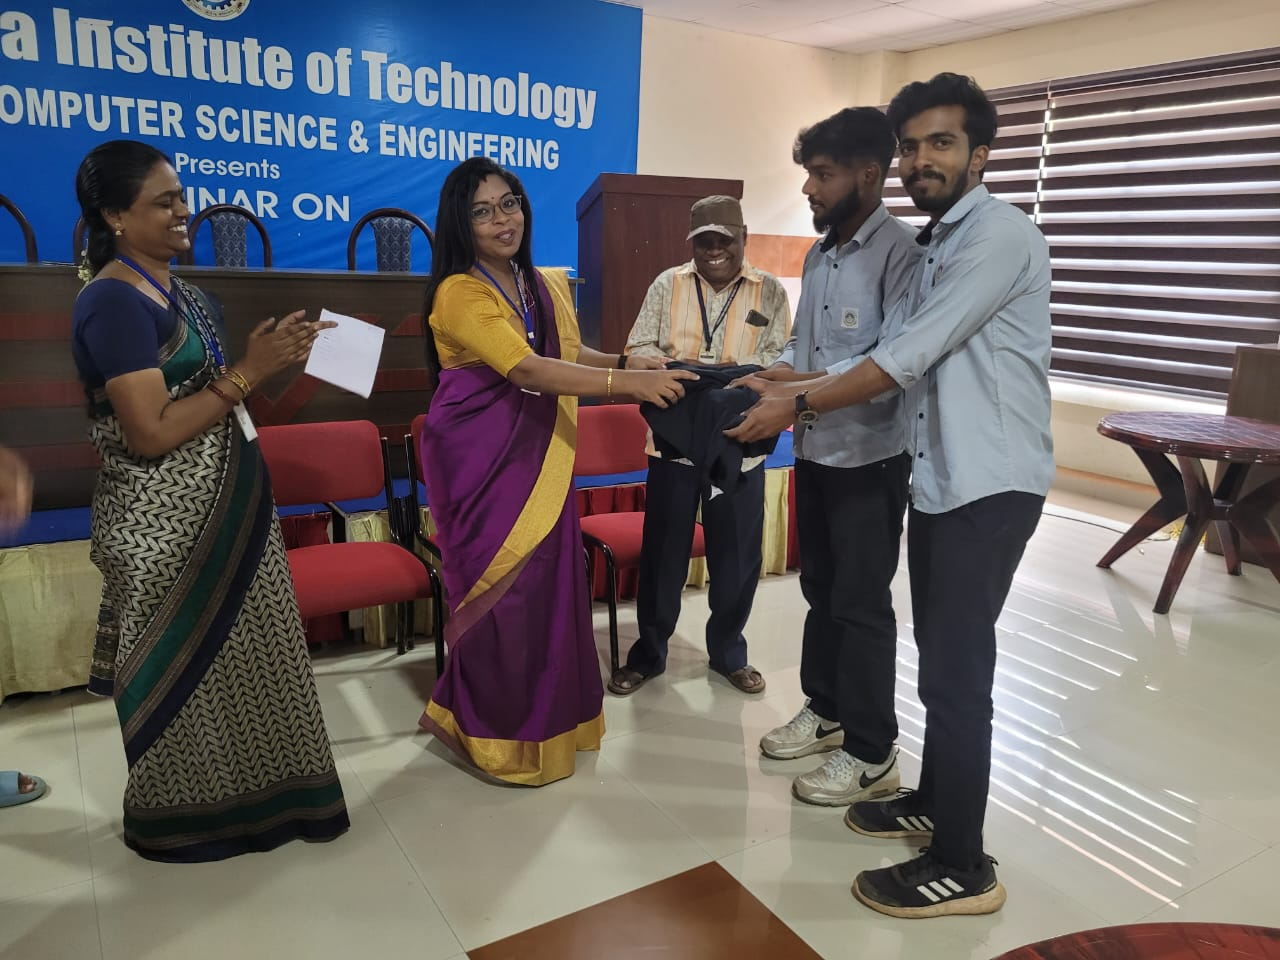 a Institute of Technology
OMPUTER SCIENCE & ENGINEERING
Presents
INAR ON